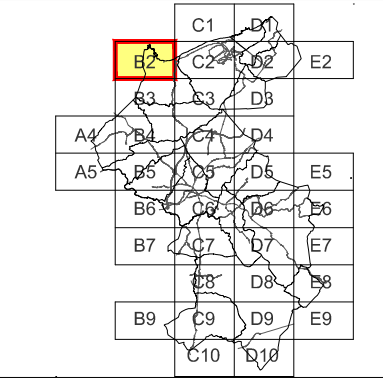 C1 D1
B2 C2 D2 E2
B3 C3 D3
A4 B4 C4 D4
A5 B5 C5 D5 E5
B6 C6 D6 E6
B7 C7 D7 E7
C8 D8 E8
B9 C9 D9 E9
C10 D10